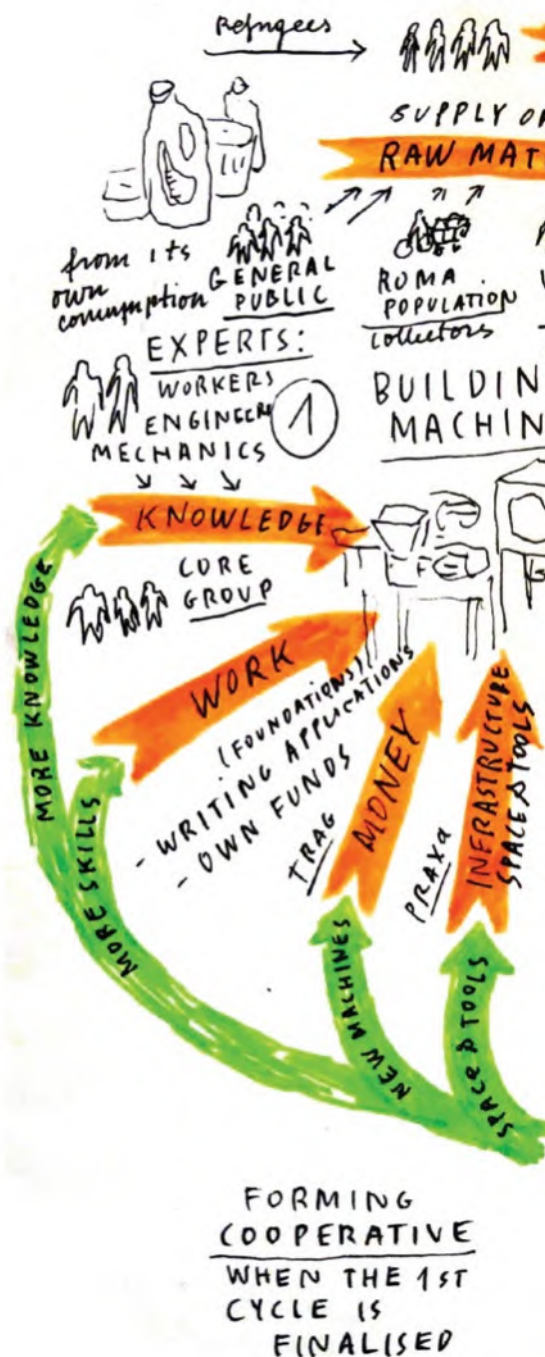 Refugees
SUPPLY OF
RAW MAT
from its
own
consumption
GENERAL
PUBLIC
ROMA
POPULATION
collectors
EXPERTS:
WORKERS
ENGINEERS
MECHANICS
1
BUILDIN
MACHIN
KNOWLEDGE
CORE
GROUP
WORK
(FOUNDATIONS)
- WRITING APPLICATIONS
- OWN FUNDS
TRAG
MONEY
PRAXA
INFRASTRUCTURE
SPACE & TOOLS
MORE KNOWLEDGE
MORE SKILLS
NEW MACHINES
SPACE & TOOLS
FORMING
COOPERATIVE
WHEN THE 1ST
CYCLE IS
FINALISED